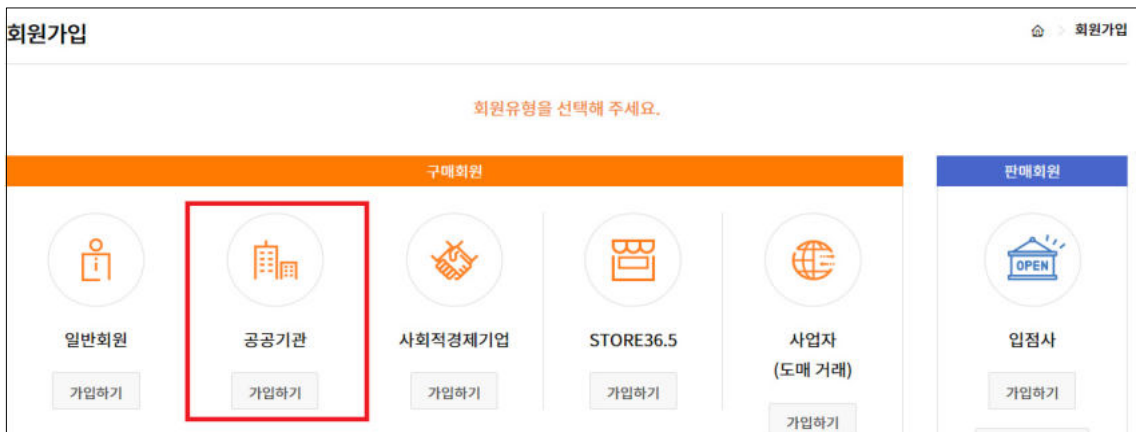 회원가입
회원가입
회원유형을 선택해 주세요.
구매회원
판매회원
OPEN
일반회원
공공기관
사회적경제기업
STORE36.5
사업자
(도매 거래)
입점사
가입하기
가입하기
가입하기
가입하기
가입하기
가입하기